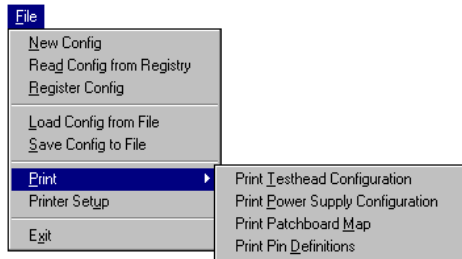 File
New Config
Read Config from Registry
Register Config
Load Config from File
Save Config to File
Print
Printer Setup
Exit
Print Testhead Configuration
Print Power Supply Configuration
Print Patchboard Map
Print Pin Definitions